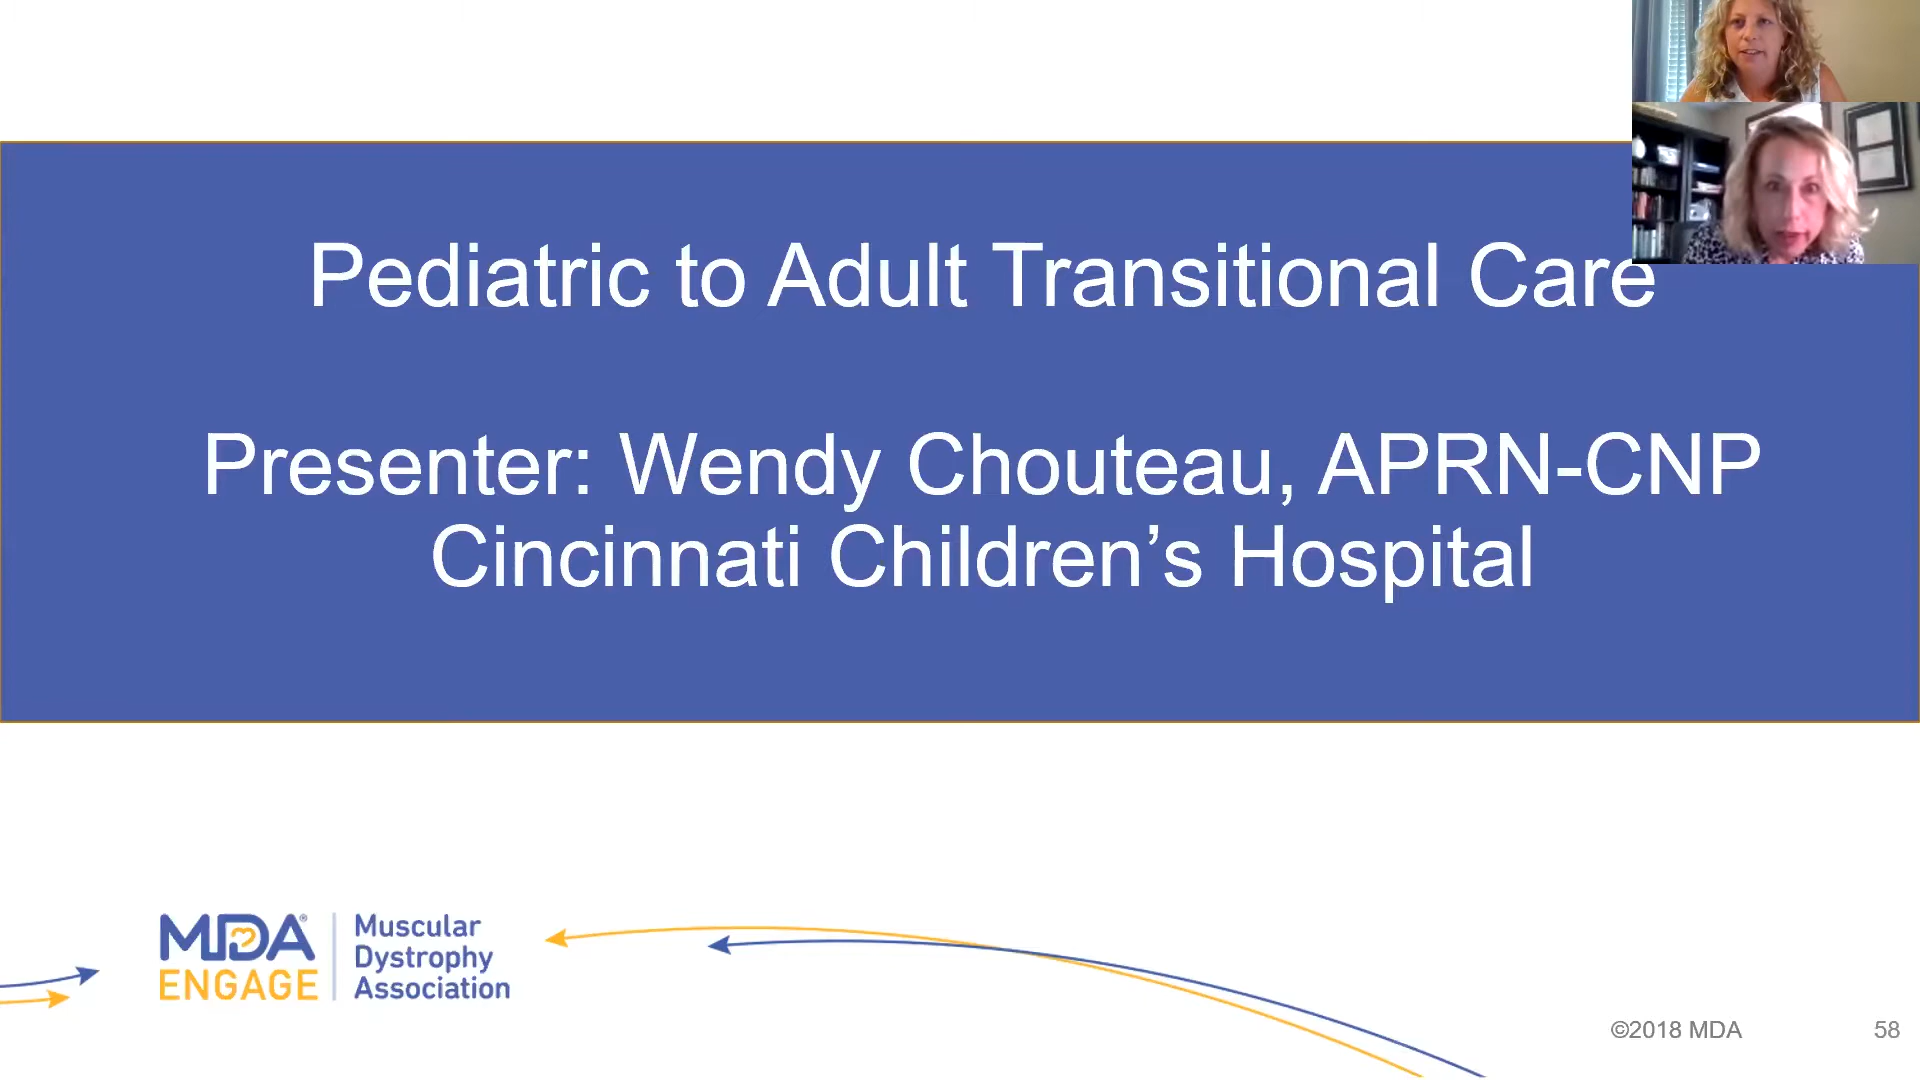 Pediatric to Adult Transitional Care
Presenter: Wendy Chouteau, APRN-CNP
Cincinnati Children’s Hospital
MDA®
ENGAGE
Muscular
Dystrophy
Association
©2018 MDA
58